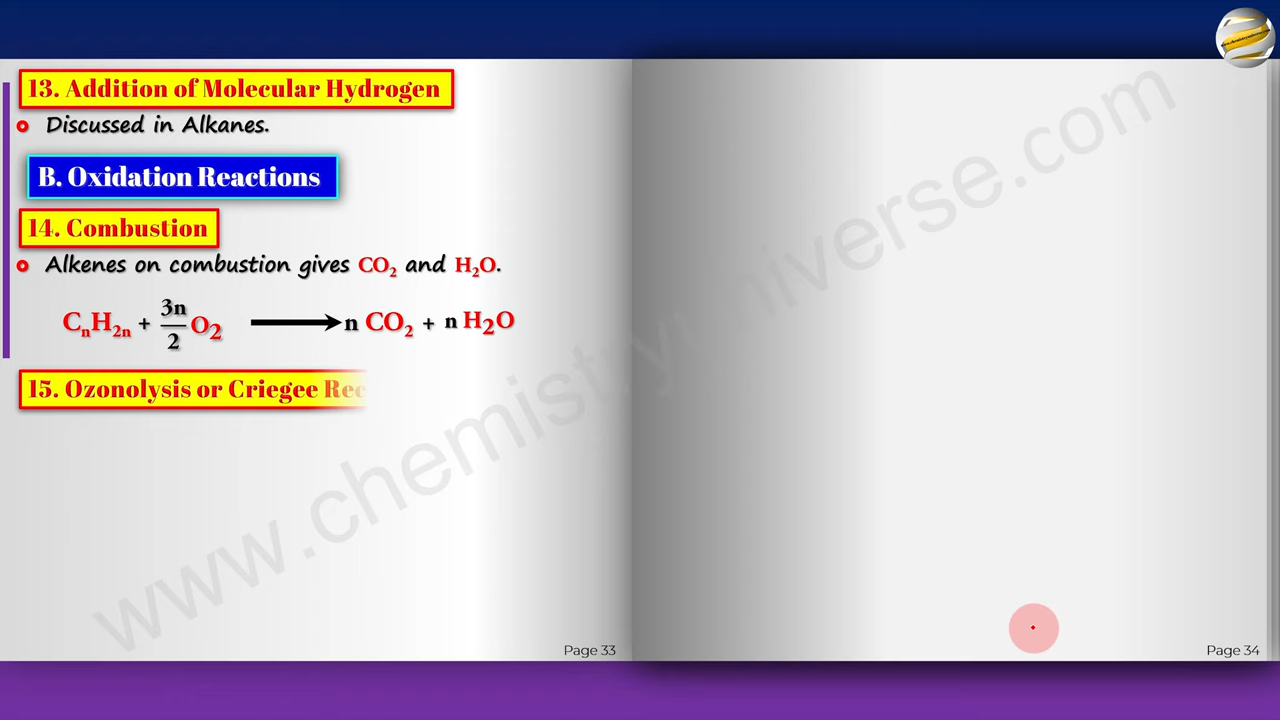 13. Addition of Molecular Hydrogen
Discussed in Alkanes.
B. Oxidation Reactions
14. Combustion
Alkenes on combustion gives CO₂ and H₂O.
CₙH₂ₙ + 3n/2 O₂ ⟶ n CO₂ + n H₂O
15. Ozonolysis or Criegee
www.chemistryuniverse.com
Page 33
Page 34